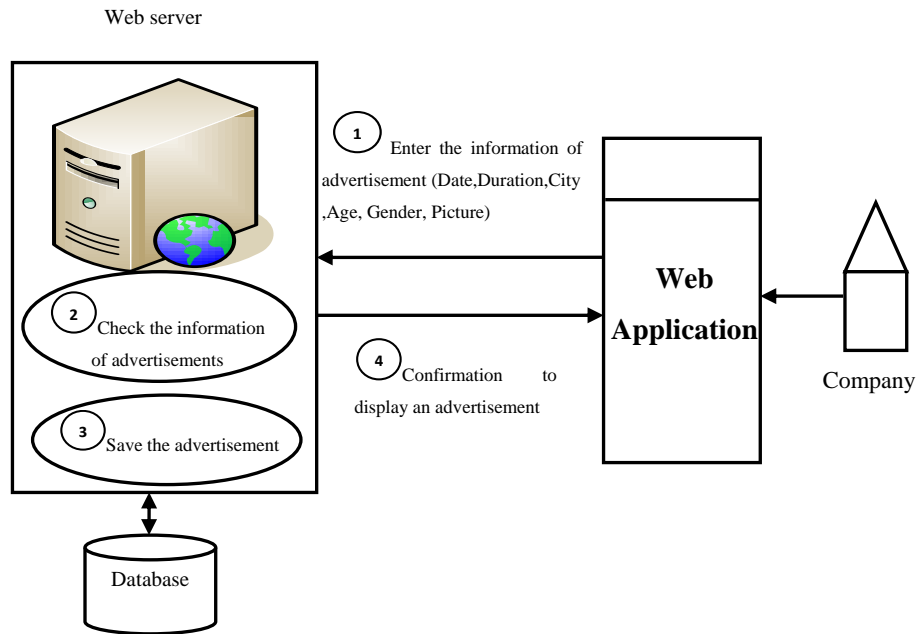 Web server
1
Enter the information of
advertisement (Date,Duration,City
,Age, Gender, Picture)
Web
Application
2
Check the information
of advertisements
4
Confirmation to
display an advertisement
Company
3
Save the advertisement
Database